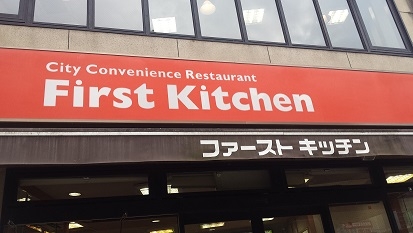 City Convenience Restaurant
First Kitchen
ファースト キッチン